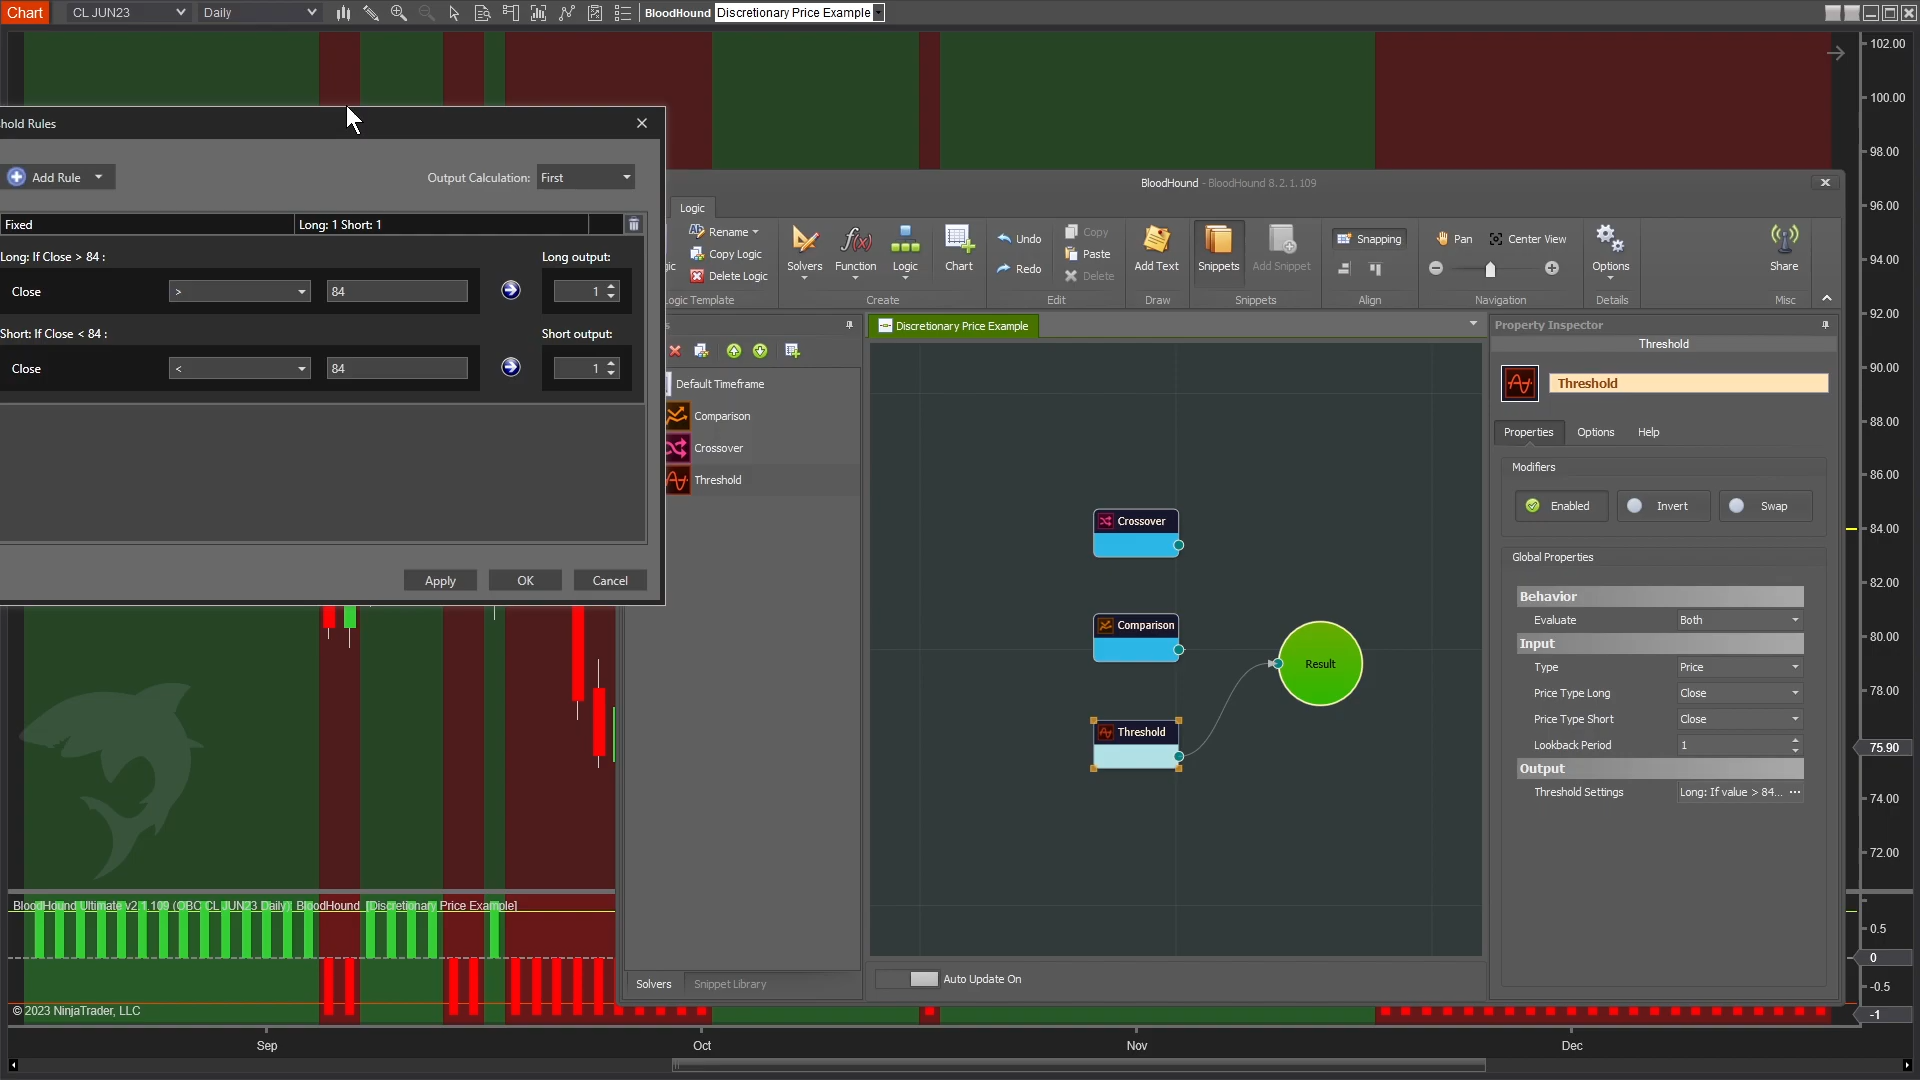 Chart
CL JUN23
Daily
BloodHound
Discretionary Price Example
102.00
100.00
98.00
96.00
94.00
92.00
90.00
88.00
86.00
84.00
82.00
80.00
78.00
75.90
74.00
72.00
0.5
0
-0.5
-1
hold Rules
Add Rule
Output Calculation:
First
Fixed
Long: 1 Short: 1
Long: If Close > 84 :
Long output:
Close
>
84
1
Short: If Close < 84 :
Short output:
Close
<
84
1
Apply
OK
Cancel
BloodHound - BloodHound 8.2.1.109
Logic
Rename
Copy Logic
Delete Logic
gic
ogic Template
Solvers
Function
Logic
Chart
Create
Undo
Redo
Copy
Paste
Delete
Edit
Add Text
Draw
Snippets
Add Snippet
Snippets
Snapping
Align
Pan
Center View
Navigation
Options
Details
Share
Misc
s
Default Timeframe
Comparison
Crossover
Threshold
Solvers
Snippet Library
Discretionary Price Example
Crossover
Comparison
Threshold
Result
Auto Update On
Property Inspector
Threshold
Threshold
Properties
Options
Help
Modifiers
Enabled
Invert
Swap
Global Properties
Behavior
Evaluate
Both
Input
Type
Price
Price Type Long
Close
Price Type Short
Close
Lookback Period
1
Output
Threshold Settings
Long: If value > 84...
BloodHound Ultimate v2.1.109 (OBC CL JUN23 Daily): BloodHound [Discretionary Price Example]
© 2023 NinjaTrader, LLC
Sep
Oct
Nov
Dec